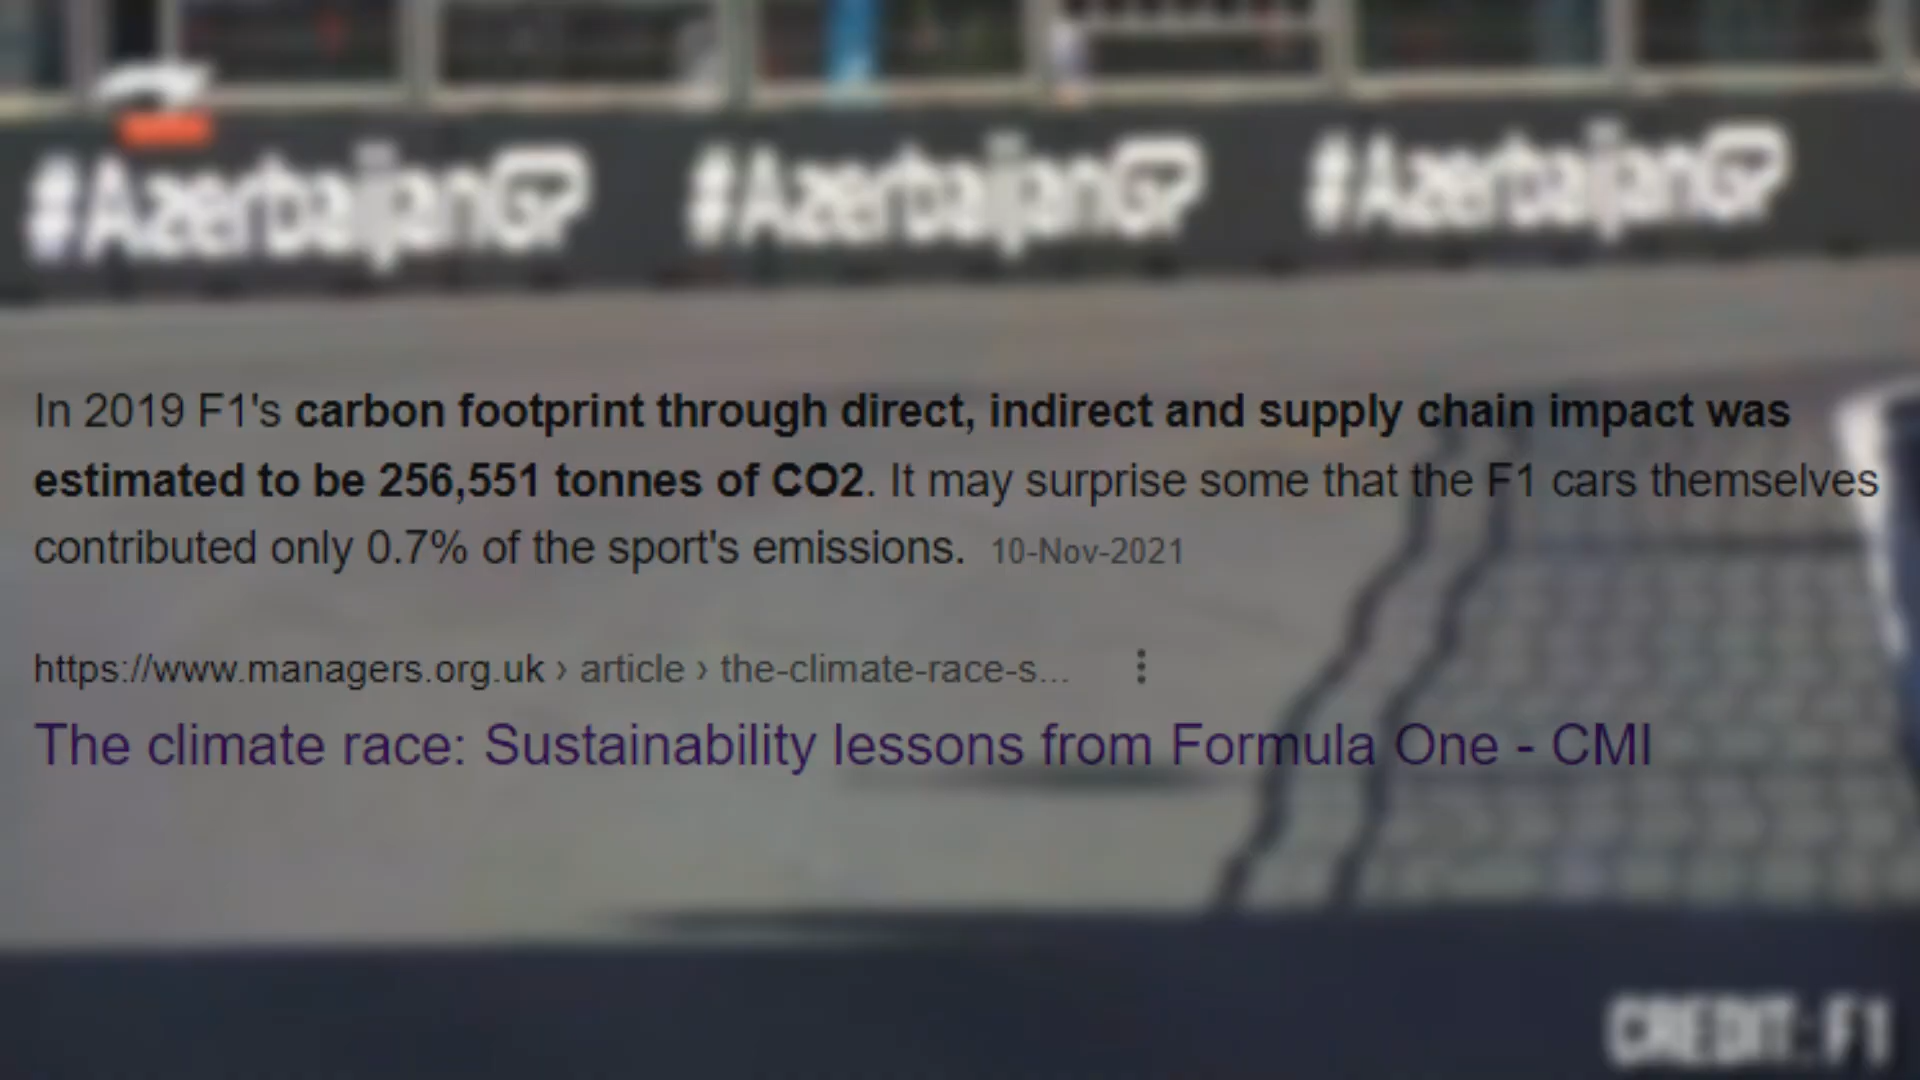 #AzerbaijanGP #AzerbaijanGP #AzerbaijanGP
In 2019 F1's carbon footprint through direct, indirect and supply chain impact was
estimated to be 256,551 tonnes of CO2. It may surprise some that the F1 cars themselves
contributed only 0.7% of the sport's emissions. 10-Nov-2021
https://www.managers.org.uk › article › the-climate-race-s...
The climate race: Sustainability lessons from Formula One - CMI
CREDIT: F1